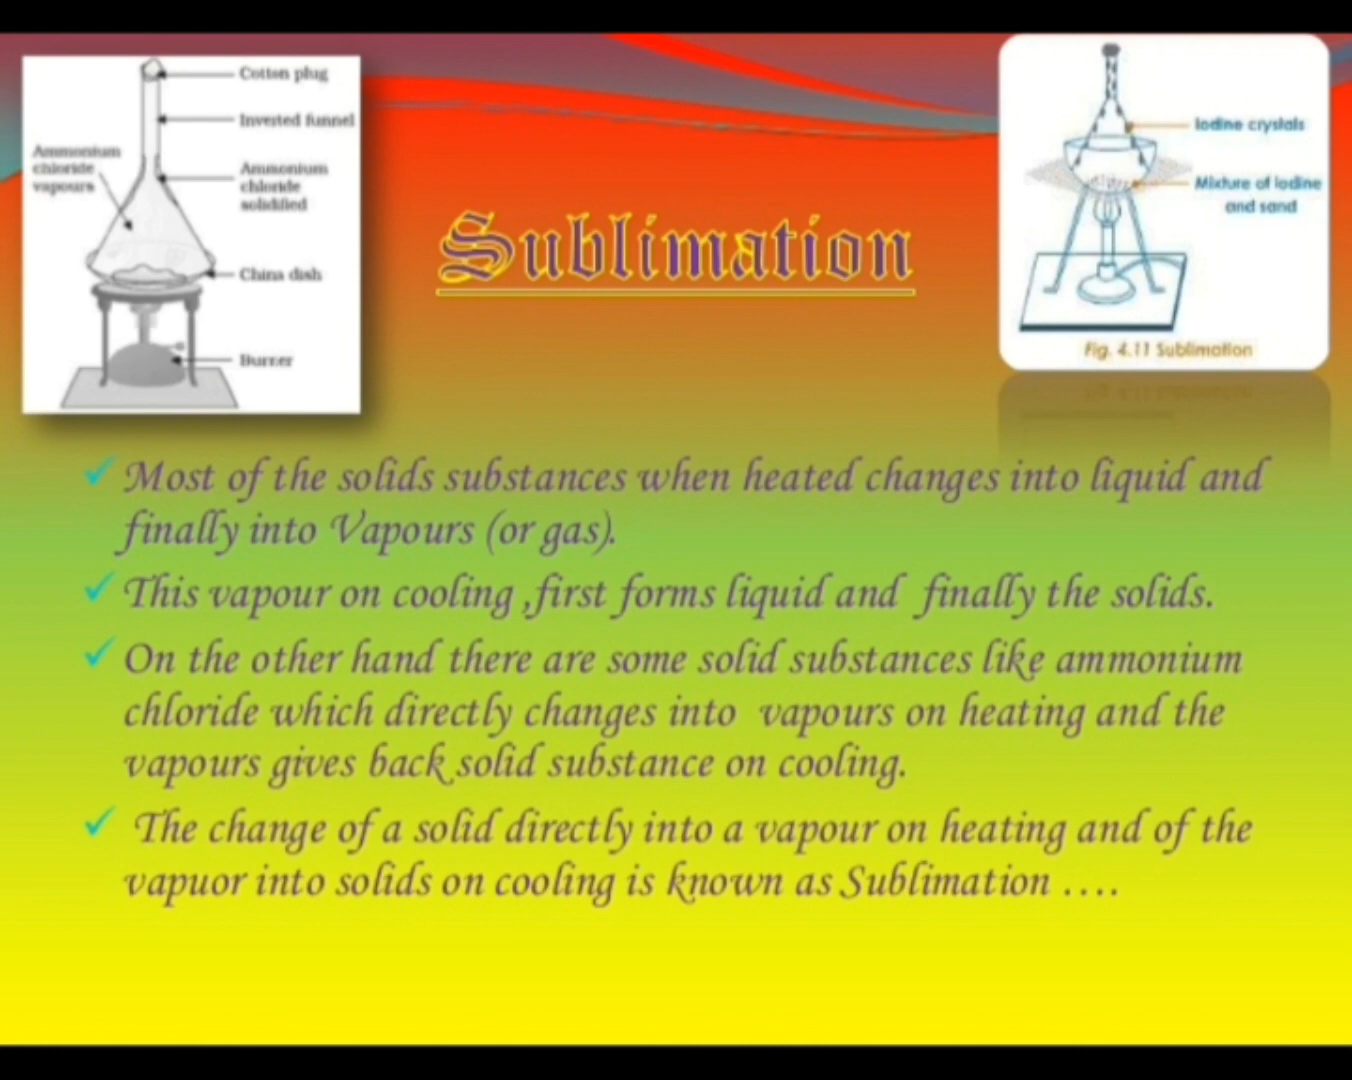 Cotton plug
Invested funnel
Ammonium
chloride
vapours
Ammonium
chloride
solidified
China dish
Burner
Iodine crystals
Mixture of Iodine
and sand
Fig. 4.11 Sublimation
Sublimation
Most of the solids substances when heated changes into liquid and
finally into Vapours (or gas).
This vapour on cooling ,first forms liquid and finally the solids.
On the other hand there are some solid substances like ammonium
chloride which directly changes into vapours on heating and the
vapours gives back solid substance on cooling.
The change of a solid directly into a vapour on heating and of the
vapuor into solids on cooling is known as Sublimation ....